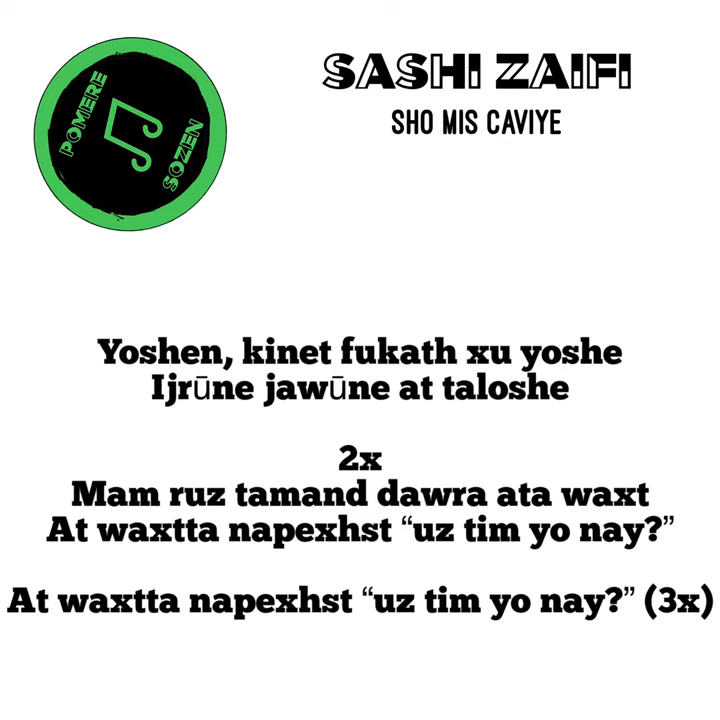 POMERE
SOZEN
SASHI ZAIFI
SHO MIS CAVIYE
Yoshen, kinet fukath xu yoshe
Ijrūne jawūne at taloshe
2x
Mam ruz tamand dawra ata waxt
At waxtta napexhst “uz tim yo nay?”
At waxtta napexhst “uz tim yo nay?” (3x)